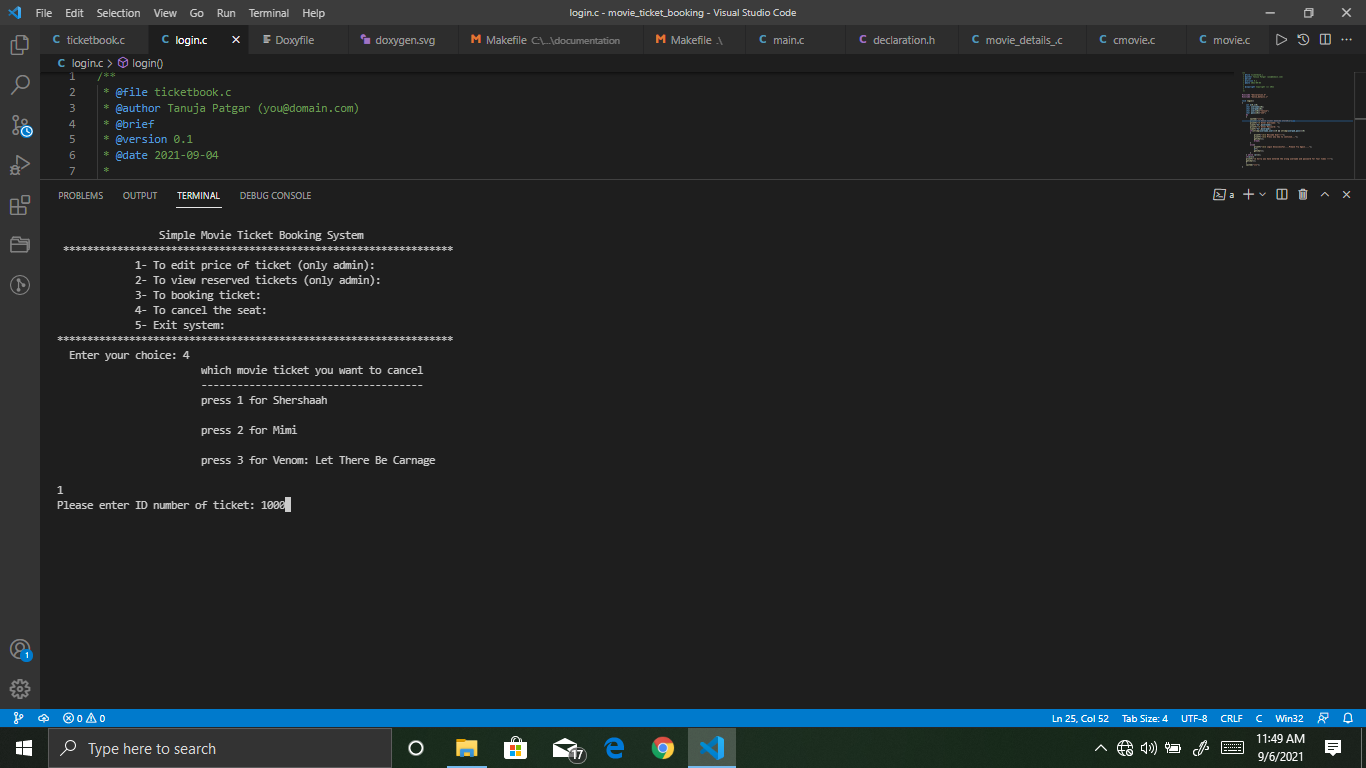 File Edit Selection View Go Run Terminal Help login.c - movie_ticket_booking - Visual Studio Code
C ticketbook.c C login.c Doxyfile doxygen.svg M Makefile C:\...\documentation M Makefile .\ C main.c C declaration.h C movie_details_.c C cmovie.c C movie.c
C login.c > login()
1 /**
2 * @file ticketbook.c
3 * @author Tanuja Patgar (you@domain.com)
4 * @brief
5 * @version 0.1
6 * @date 2021-09-04
7 *
PROBLEMS OUTPUT TERMINAL DEBUG CONSOLE a
Simple Movie Ticket Booking System
*****************************************************************
1- To edit price of ticket (only admin):
2- To view reserved tickets (only admin):
3- To booking ticket:
4- To cancel the seat:
5- Exit system:
******************************************************************
Enter your choice: 4
which movie ticket you want to cancel
-------------------------------------
press 1 for Shershaah
press 2 for Mimi
press 3 for Venom: Let There Be Carnage
1
Please enter ID number of ticket: 1000
1
0 0 Ln 25, Col 52 Tab Size: 4 UTF-8 CRLF C Win32
Type here to search 17 11:49 AM
9/6/2021